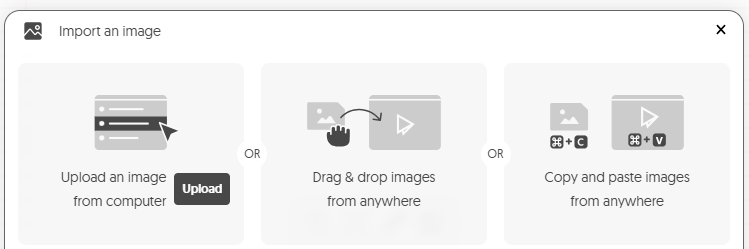 Import an image
Upload an image
from computer
Upload
OR
Drag & drop images
from anywhere
OR
⌘ + C
⌘ + V
Copy and paste images
from anywhere